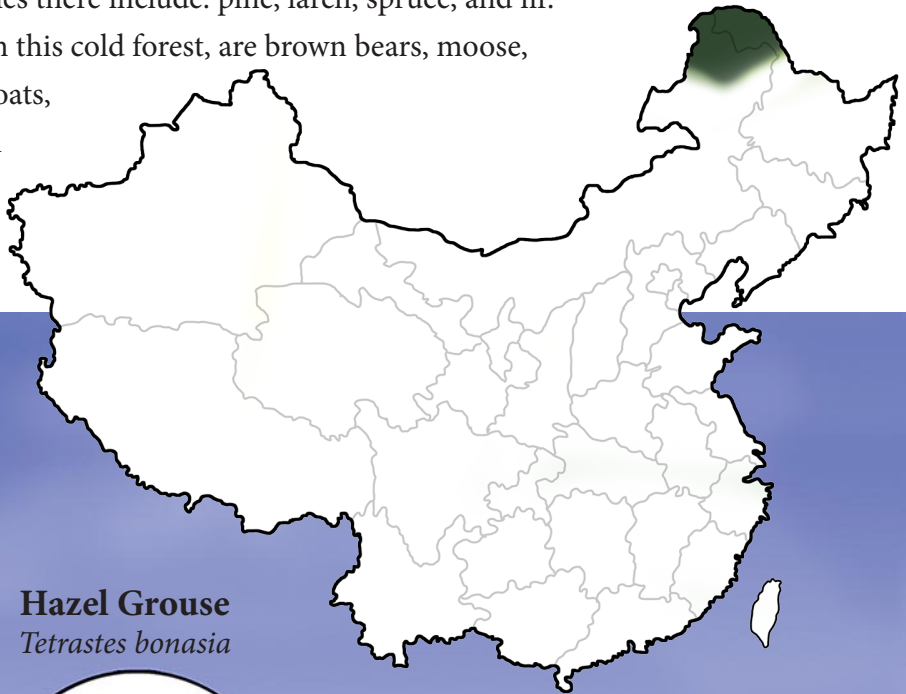 there include: pine, larch, spruce, and fir.
this cold forest, are brown bears, moose,
Hazel Grouse
Tetrastes bonasia